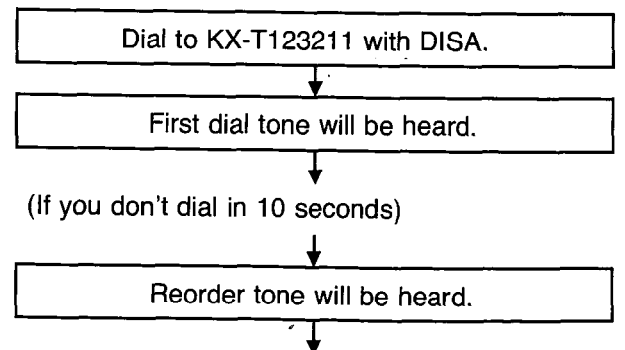 Dial to KX-T123211 with DISA.
First dial tone will be heard.
(If you don't dial in 10 seconds)
Reorder tone will be heard.